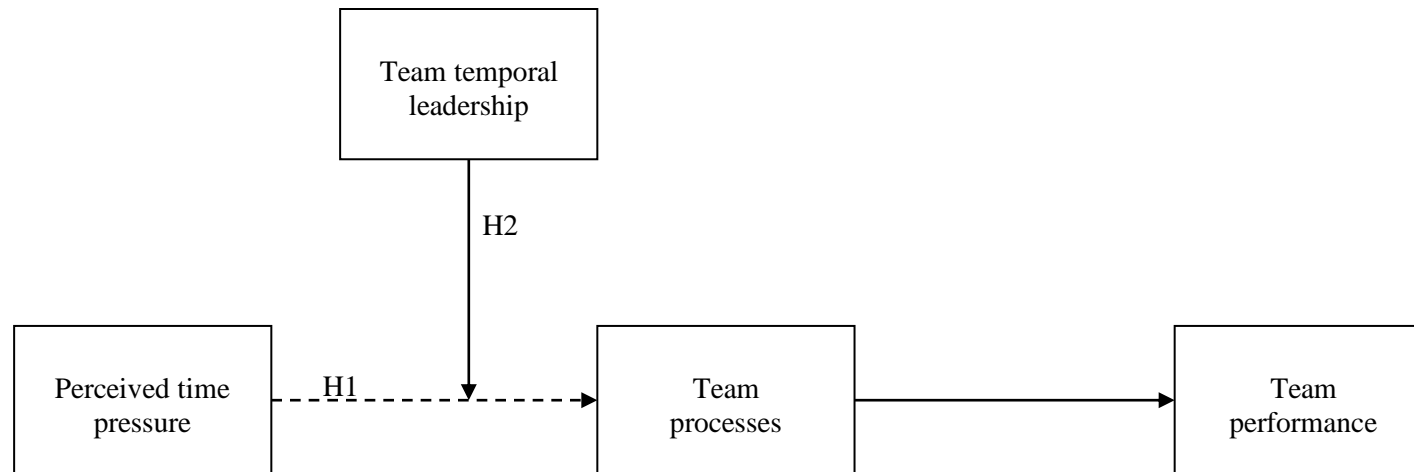 Team temporal
leadership
H2
H1
Perceived time
pressure
Team
processes
Team
performance